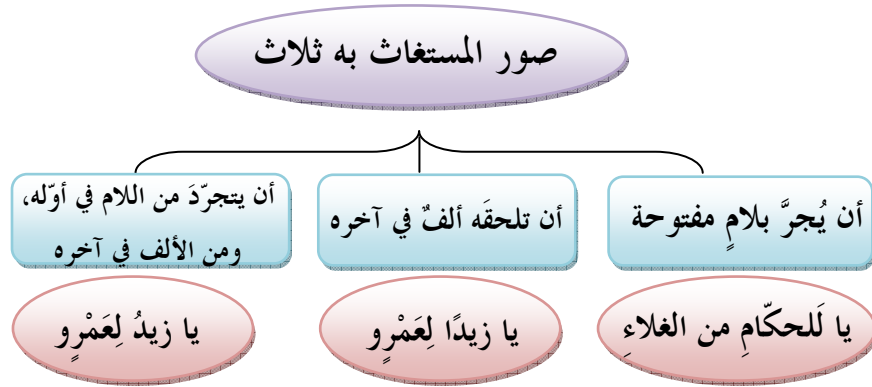 صور المستغاث به ثلاث
أن يُجرَّ بلامٍ مفتوحة
أن تلحقَه ألفٌ في آخره
أن يتجرّدَ من اللام في أوّله،
ومن الألف في آخره
يا لَلحكّامِ من الغلاءِ
يا زيدًا لِعَمْرٍو
يا زيدُ لِعَمْرٍو